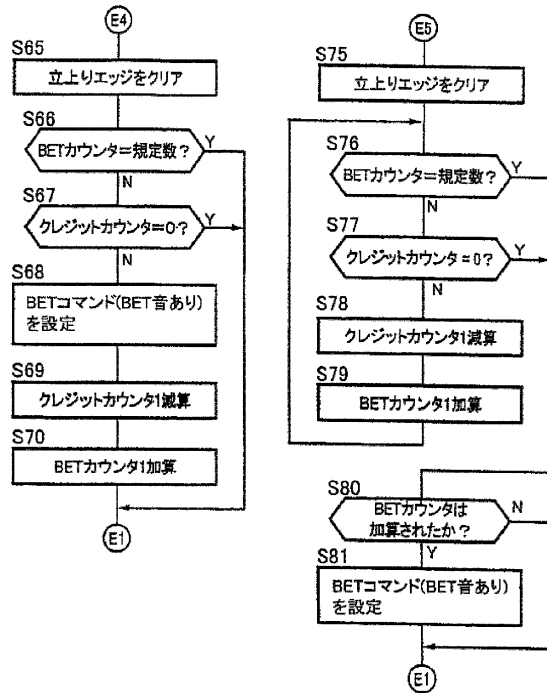 E4
S65
立上りエッジをクリア
S66
BETカウンタ=規定数?
Y
N
S67
クレジットカウンタ=0?
Y
N
S68
BETコマンド(BET音あり)
を設定
S69
クレジットカウンタ1減算
S70
BETカウンタ1加算
E1
E5
S75
立上りエッジをクリア
S76
BETカウンタ=規定数?
Y
N
S77
クレジットカウンタ=0?
Y
N
S78
クレジットカウンタ1減算
S79
BETカウンタ1加算
S80
BETカウンタは
加算されたか?
N
Y
S81
BETコマンド(BET音あり)
を設定
E1